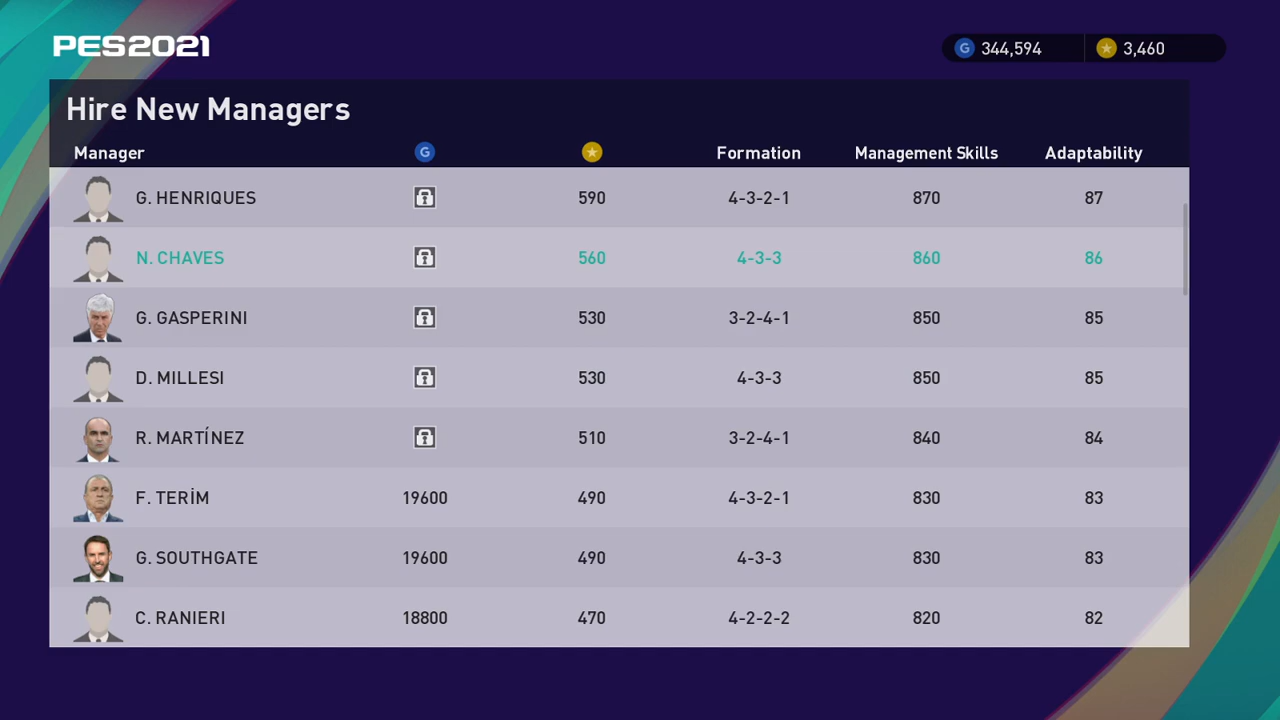 PES2021
G 344,594 3,460
Hire New Managers
Manager G Formation Management Skills Adaptability
G. HENRIQUES 590 4-3-2-1 870 87
N. CHAVES 560 4-3-3 860 86
G. GASPERINI 530 3-2-4-1 850 85
D. MILLESI 530 4-3-3 850 85
R. MARTÍNEZ 510 3-2-4-1 840 84
F. TERİM 19600 490 4-3-2-1 830 83
G. SOUTHGATE 19600 490 4-3-3 830 83
C. RANIERI 18800 470 4-2-2-2 820 82